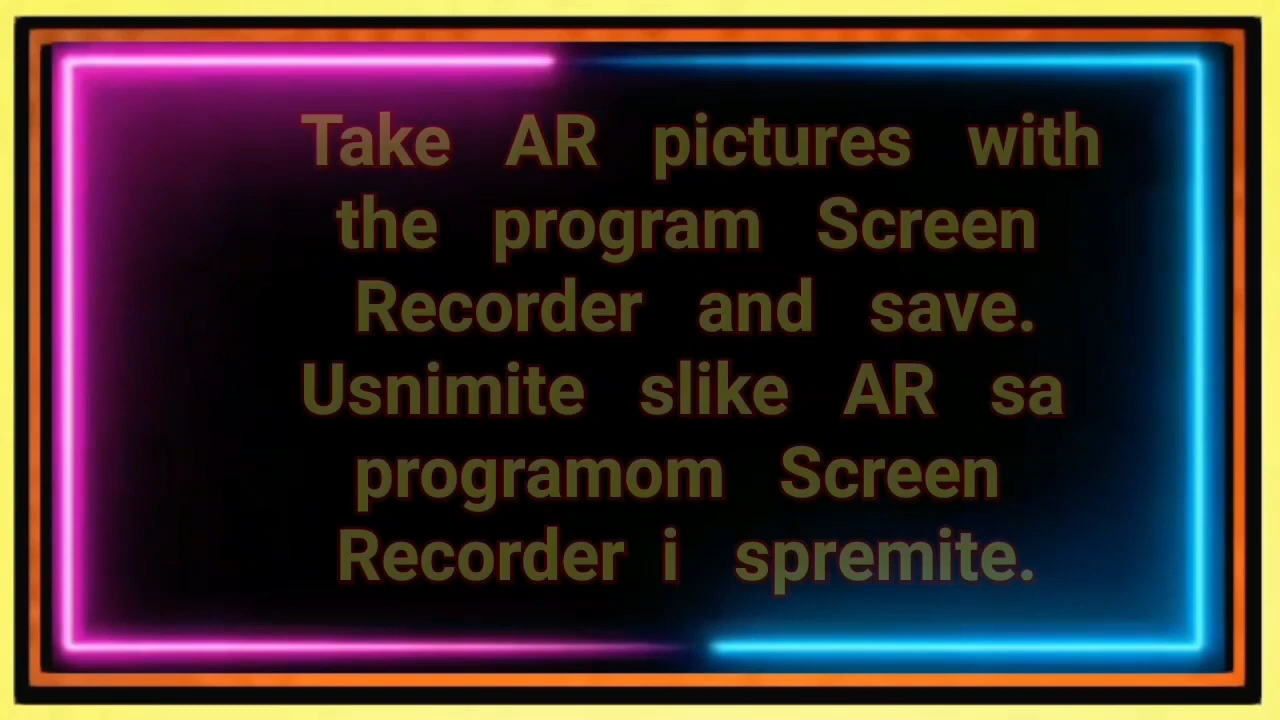 Take AR pictures with
the program Screen
Recorder and save.
Usnimite slike AR sa
programom Screen
Recorder i spremite.